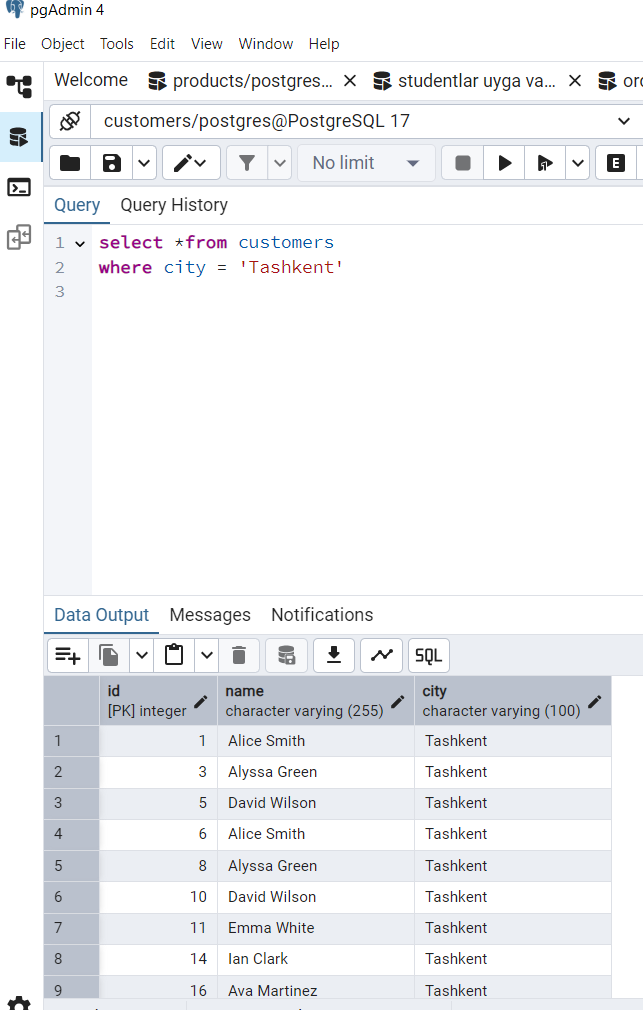 pgAdmin 4
File Object Tools Edit View Window Help
Welcome products/postgres... studentlar uyga va... ord
customers/postgres@PostgreSQL 17
No limit E
Query Query History
1 select *from customers
2 where city = 'Tashkent'
3
Data Output Messages Notifications
SQL
id name city
[PK] integer character varying (255) character varying (100)
1 1 Alice Smith Tashkent
2 3 Alyssa Green Tashkent
3 5 David Wilson Tashkent
4 6 Alice Smith Tashkent
5 8 Alyssa Green Tashkent
6 10 David Wilson Tashkent
7 11 Emma White Tashkent
8 14 Ian Clark Tashkent
9 16 Ava Martinez Tashkent